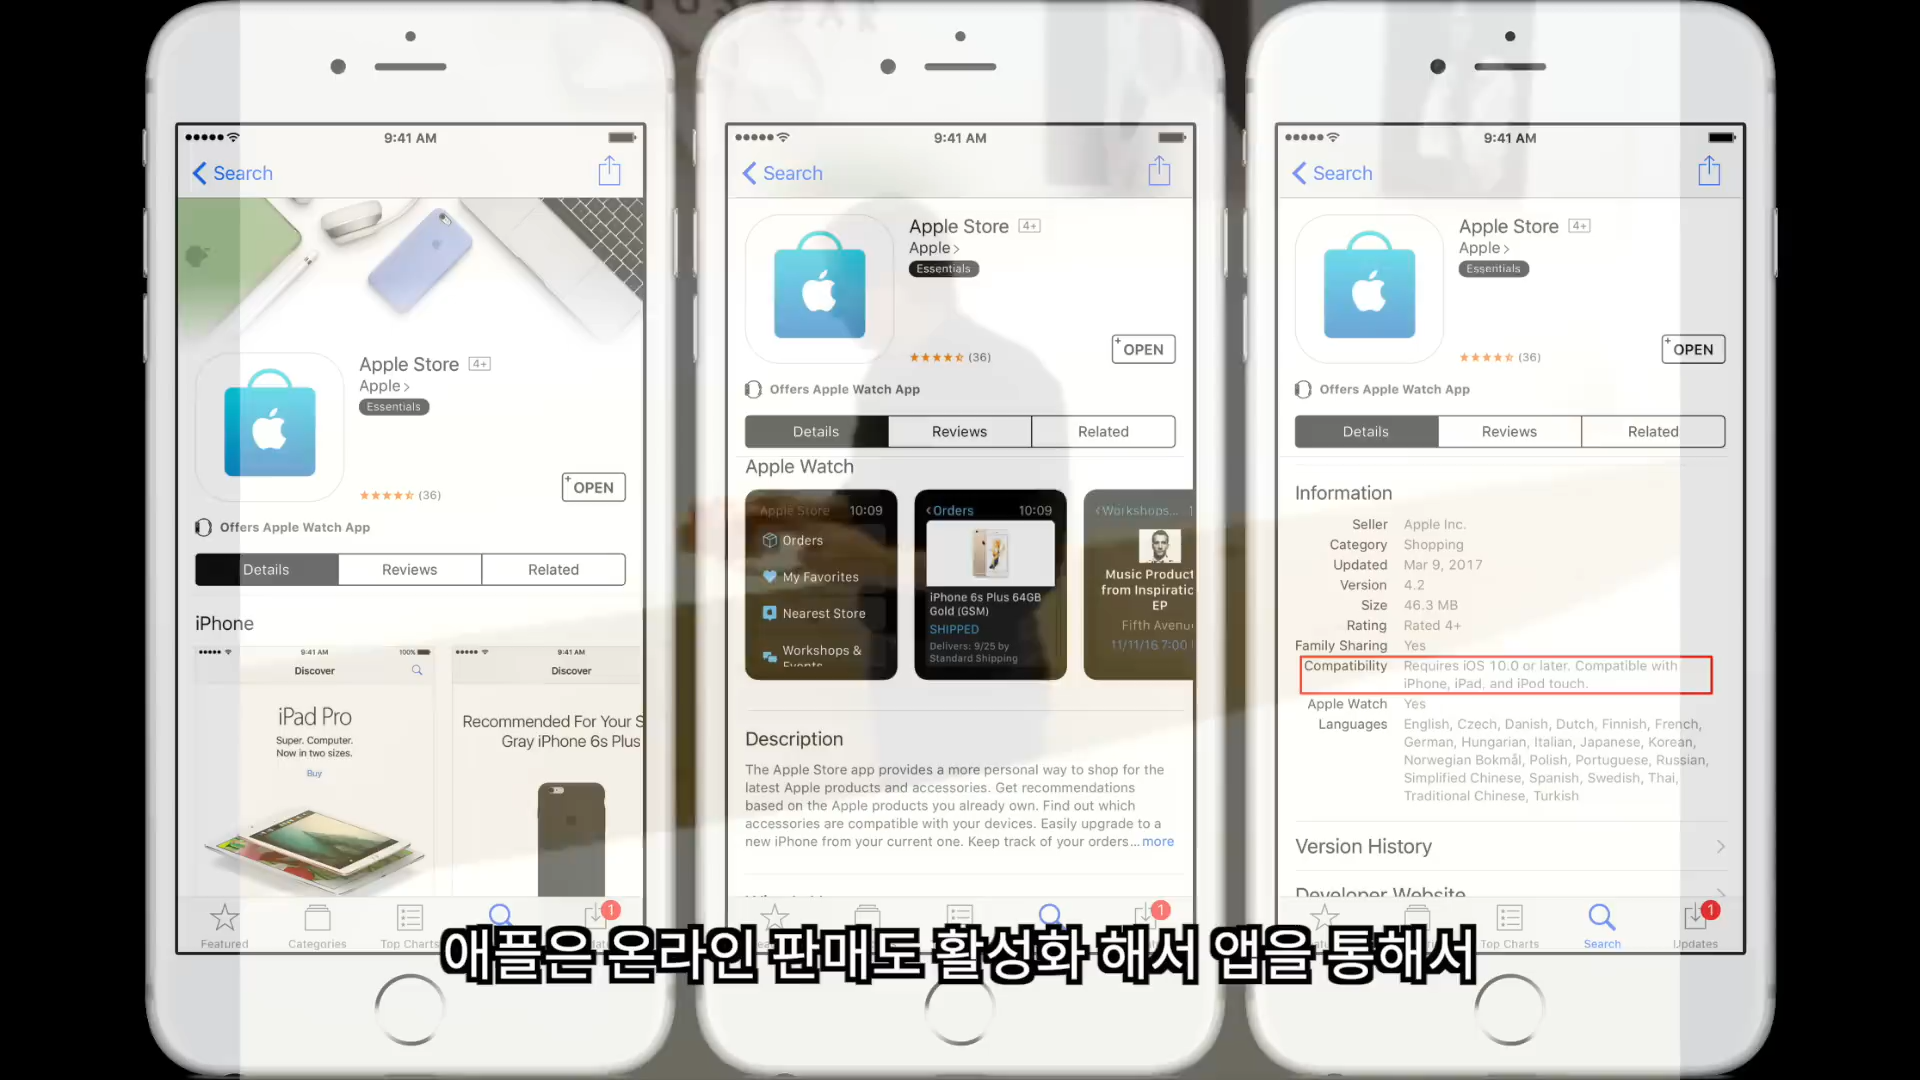 9:41 AM
Search
Apple Store 4+
Apple >
Essentials
(36)
+ OPEN
Offers Apple Watch App
Details
Reviews
Related
iPhone
9:41 AM
100%
Discover
iPad Pro
Super. Computer.
Now in two sizes.
Buy
9:41 AM
Discover
Recommended For Your S
Gray iPhone 6s Plus
Featured
Categories
Top Charts
1
9:41 AM
Search
Apple Store 4+
Apple >
Essentials
(36)
+ OPEN
Offers Apple Watch App
Details
Reviews
Related
Apple Watch
Apple Store 10:09
Orders
My Favorites
Nearest Store
Workshops &
Events
<Orders 10:09
iPhone 6s Plus 64GB
Gold (GSM)
SHIPPED
Delivers: 9/25 by
Standard Shipping
<Workshops... 1
Music Product
from Inspiratic
EP
Fifth Avenu
11/11/16 7:00
Description
The Apple Store app provides a more personal way to shop for the
latest Apple products and accessories. Get recommendations
based on the Apple products you already own. Find out which
accessories are compatible with your devices. Easily upgrade to a
new iPhone from your current one. Keep track of your orders... more
1
9:41 AM
Search
Apple Store 4+
Apple >
Essentials
(36)
+ OPEN
Offers Apple Watch App
Details
Reviews
Related
Information
Seller Apple Inc.
Category Shopping
Updated Mar 9, 2017
Version 4.2
Size 46.3 MB
Rating Rated 4+
Family Sharing Yes
Compatibility Requires iOS 10.0 or later. Compatible with
iPhone, iPad, and iPod touch.
Apple Watch Yes
Languages English, Czech, Danish, Dutch, Finnish, French,
German, Hungarian, Italian, Japanese, Korean,
Norwegian Bokmål, Polish, Portuguese, Russian,
Simplified Chinese, Spanish, Swedish, Thai,
Traditional Chinese, Turkish
Version History
Developer Website
Top Charts
Search
Updates
1
애플은 온라인 판매도 활성화 해서 앱을 통해서